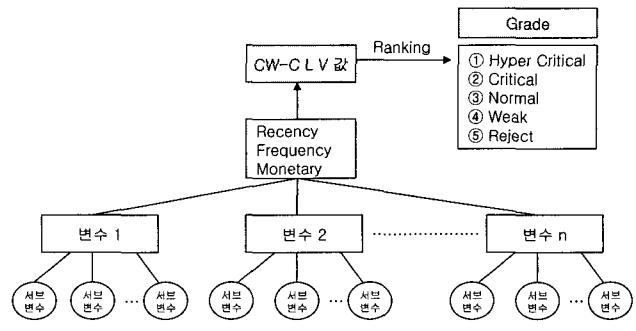 Grade
Ranking
CW-C L V 값
① Hyper Critical
② Critical
③ Normal
④ Weak
⑤ Reject
Recency
Frequency
Monetary
변수 1
변수 2
변수 n
서브
변수
서브
변수
...
서브
변수
서브
변수
서브
변수
...
서브
변수
서브
변수
서브
변수
...
서브
변수